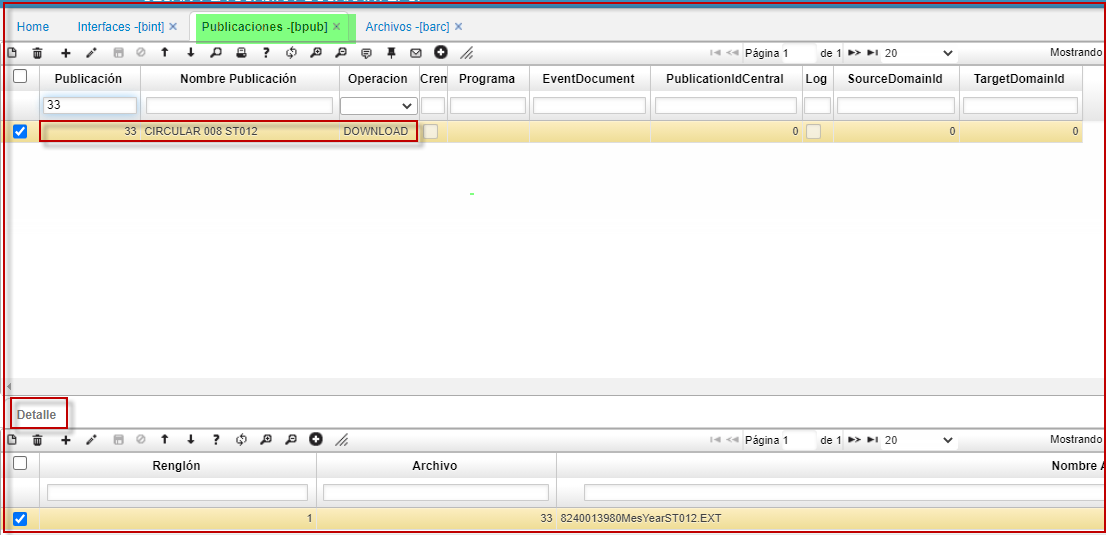 Home Interfaces -[bint] × Publicaciones -[bpub] × Archivos -[barc] ×
Página 1 de 1 20 Mostrando
Publicación Nombre Publicación Operacion Crem Programa EventDocument PublicationIdCentral Log SourceDomainId TargetDomainId
33
33 CIRCULAR 008 ST012 DOWNLOAD 0 0 0
Detalle
Página 1 de 1 20 Mostrando
Renglón Archivo Nombre A
1 33 8240013980MesYearST012.EXT